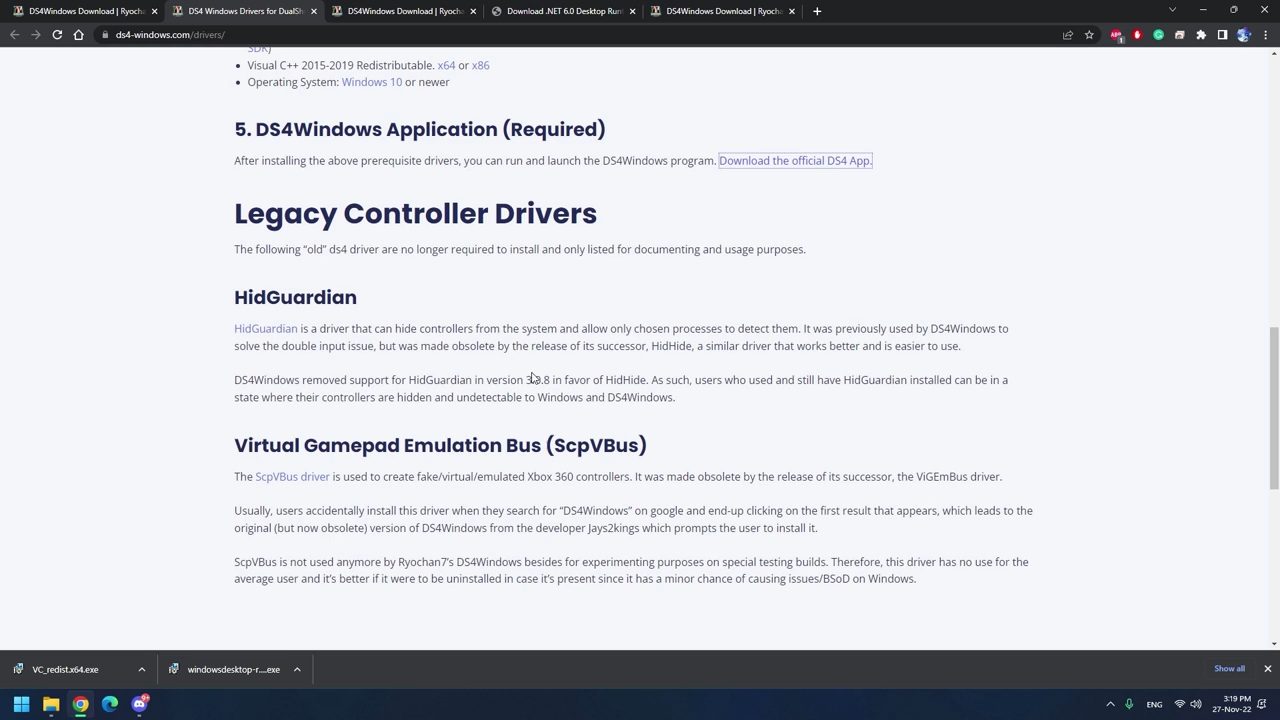 DS4Windows Download | Ryochan
DS4 Windows Drivers for DualSh
DS4Windows Download | Ryochan
Download .NET 6.0 Desktop Runt
DS4Windows Download | Ryochan
ds4-windows.com/drivers/
SDK)
Visual C++ 2015-2019 Redistributable. x64 or x86
Operating System: Windows 10 or newer
5. DS4Windows Application (Required)
After installing the above prerequisite drivers, you can run and launch the DS4Windows program. Download the official DS4 App.
Legacy Controller Drivers
The following “old” ds4 driver are no longer required to install and only listed for documenting and usage purposes.
HidGuardian
HidGuardian is a driver that can hide controllers from the system and allow only chosen processes to detect them. It was previously used by DS4Windows to
solve the double input issue, but was made obsolete by the release of its successor, HidHide, a similar driver that works better and is easier to use.
DS4Windows removed support for HidGuardian in version in favor of HidHide. As such, users who used and still have HidGuardian installed can be in a
state where their controllers are hidden and undetectable to Windows and DS4Windows.
Virtual Gamepad Emulation Bus (ScpVBus)
The ScpVBus driver is used to create fake/virtual/emulated Xbox 360 controllers. It was made obsolete by the release of its successor, the ViGEmBus driver.
Usually, users accidentally install this driver when they search for “DS4Windows” on google and end-up clicking on the first result that appears, which leads to the
original (but now obsolete) version of DS4Windows from the developer Jays2kings which prompts the user to install it.
ScpVBus is not used anymore by Ryochan7’s DS4Windows besides for experimenting purposes on special testing builds. Therefore, this driver has no use for the
average user and it’s better if it were to be uninstalled in case it’s present since it has a minor chance of causing issues/BSoD on Windows.
VC_redist.x64.exe
windowsdesktop-r....exe
Show all
ENG
3:19 PM
27-Nov-22